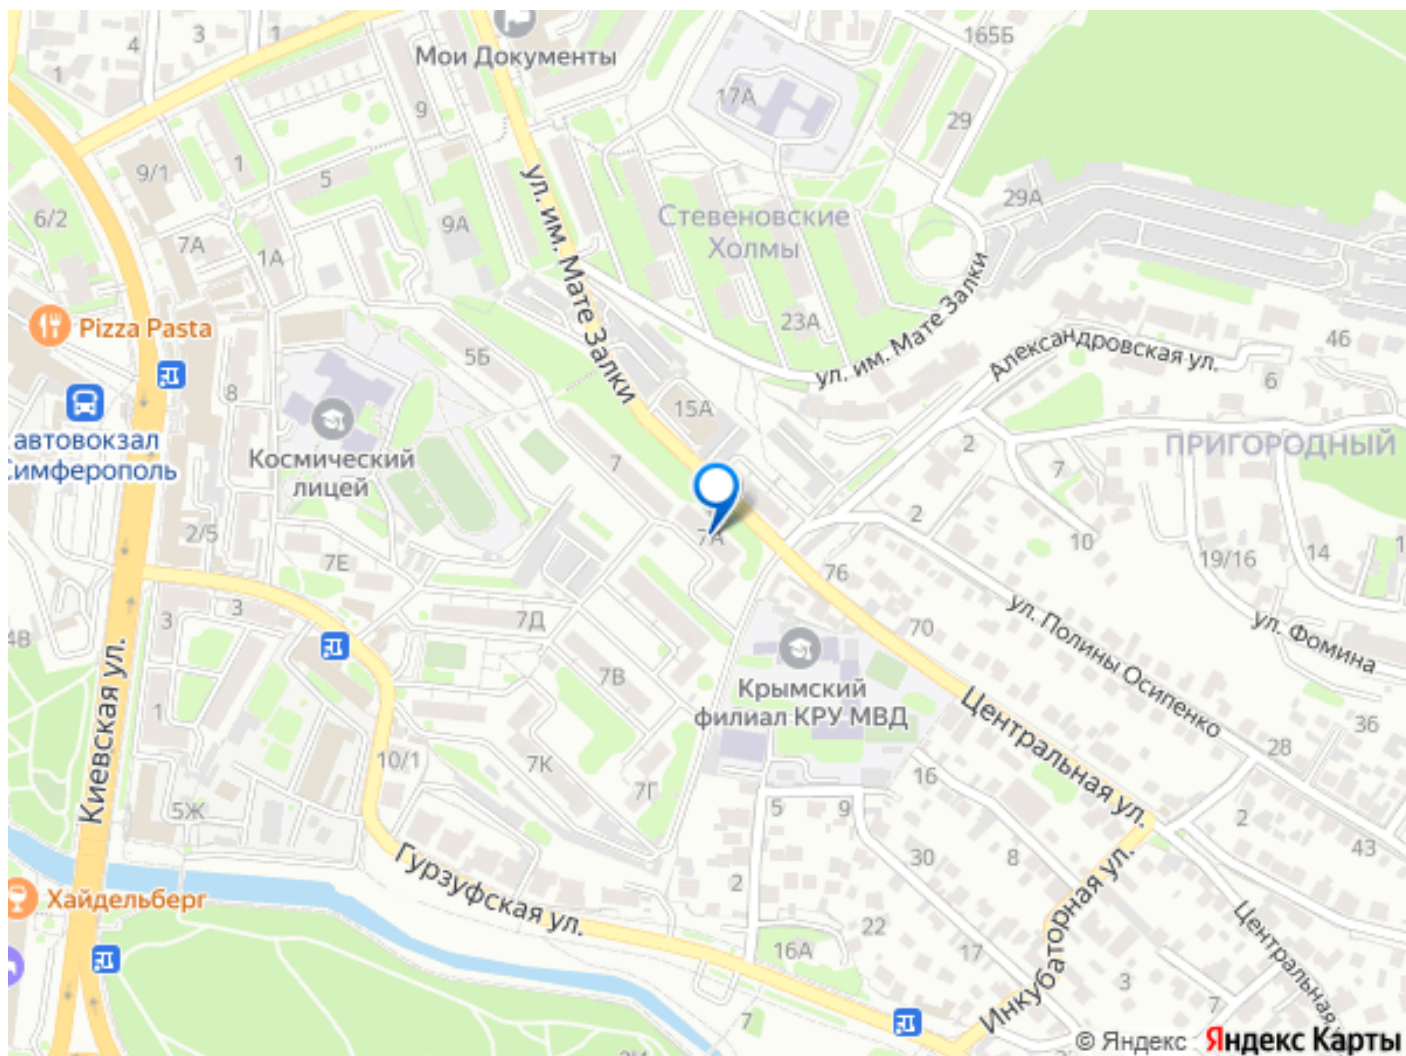 165Б
4
3
1
1
Мои Документы
17А
9
29
1
9/1
5
29А
6/2
9А
Стевеновские
Холмы
7А
1А
ул. им. Мате Залки
Pizza Pasta
23А
ул. им. Мате Залки
Александровская ул.
46
5Б
6
8
15А
автовокзал
Симферополь
Космический
лицей
7
2
7
ПРИГОРОДНЫЙ
2/5
7А
2
10
19/16
14
1
7Е
76
4В
3
3
7Д
70
ул. Полины Осипенко
ул. Фомина
Киевская ул.
7В
Крымский
филиал КРУ МВД
Центральная ул.
1
36
28
10/1
7К
7Г
16
5Ж
5
9
2
43
Гурзуфская ул.
30
8
2
Хайдельберг
22
Инкубаторная ул.
Центральная
16А
17
3
7
7
© Яндекс Яндекс Карты